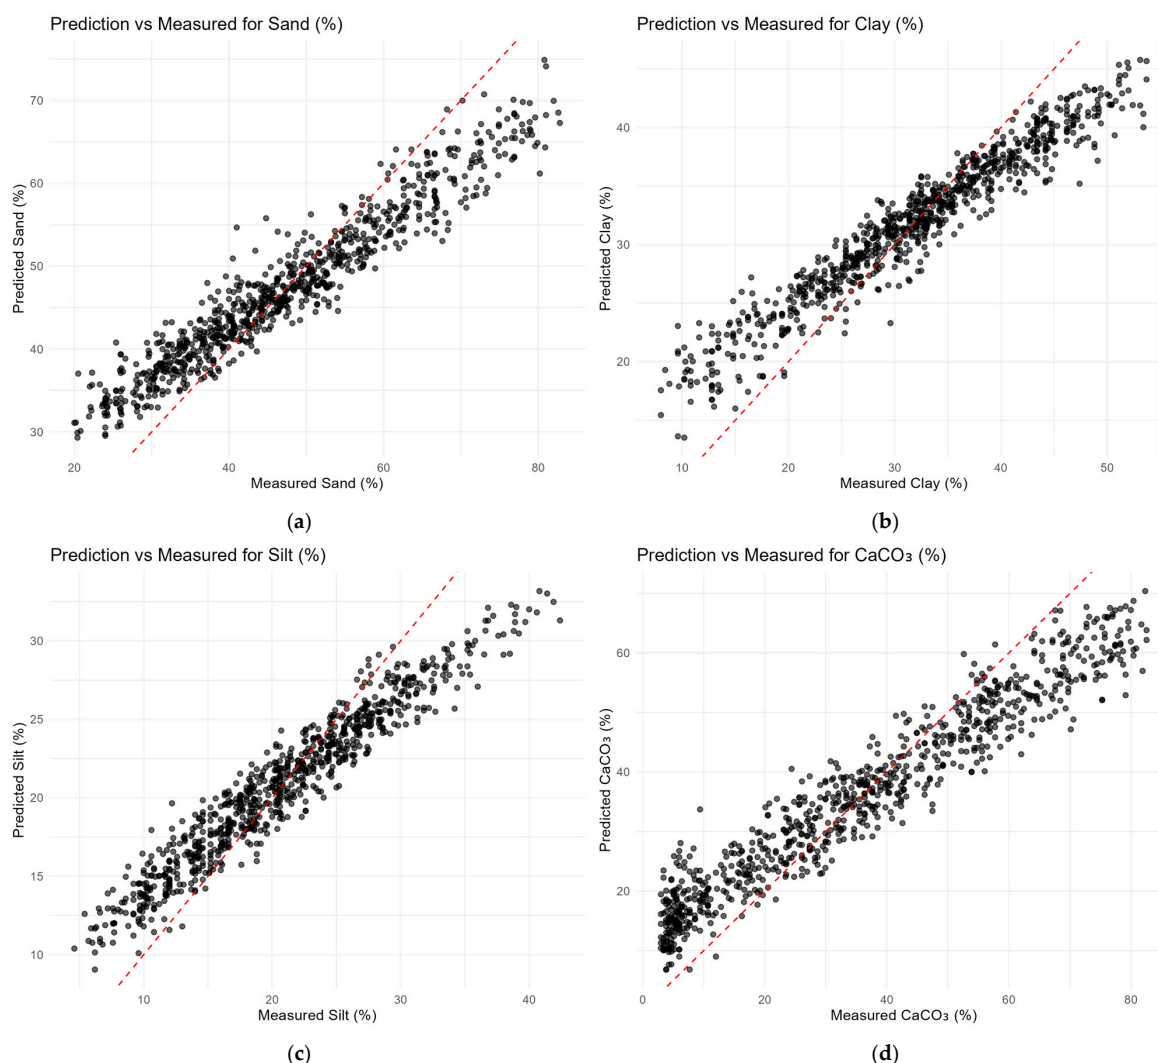 Prediction vs Measured for Sand (%)
Predicted Sand (%)
70
60
50
40
30
20 40 60 80
Measured Sand (%)
(a)
Prediction vs Measured for Clay (%)
Predicted Clay (%)
40
30
20
10 20 30 40 50
Measured Clay (%)
(b)
Prediction vs Measured for Silt (%)
Predicted Silt (%)
30
25
20
15
10
10 20 30 40
Measured Silt (%)
(c)
Prediction vs Measured for CaCO₃ (%)
Predicted CaCO₃ (%)
60
40
20
0 20 40 60 80
Measured CaCO₃ (%)
(d)